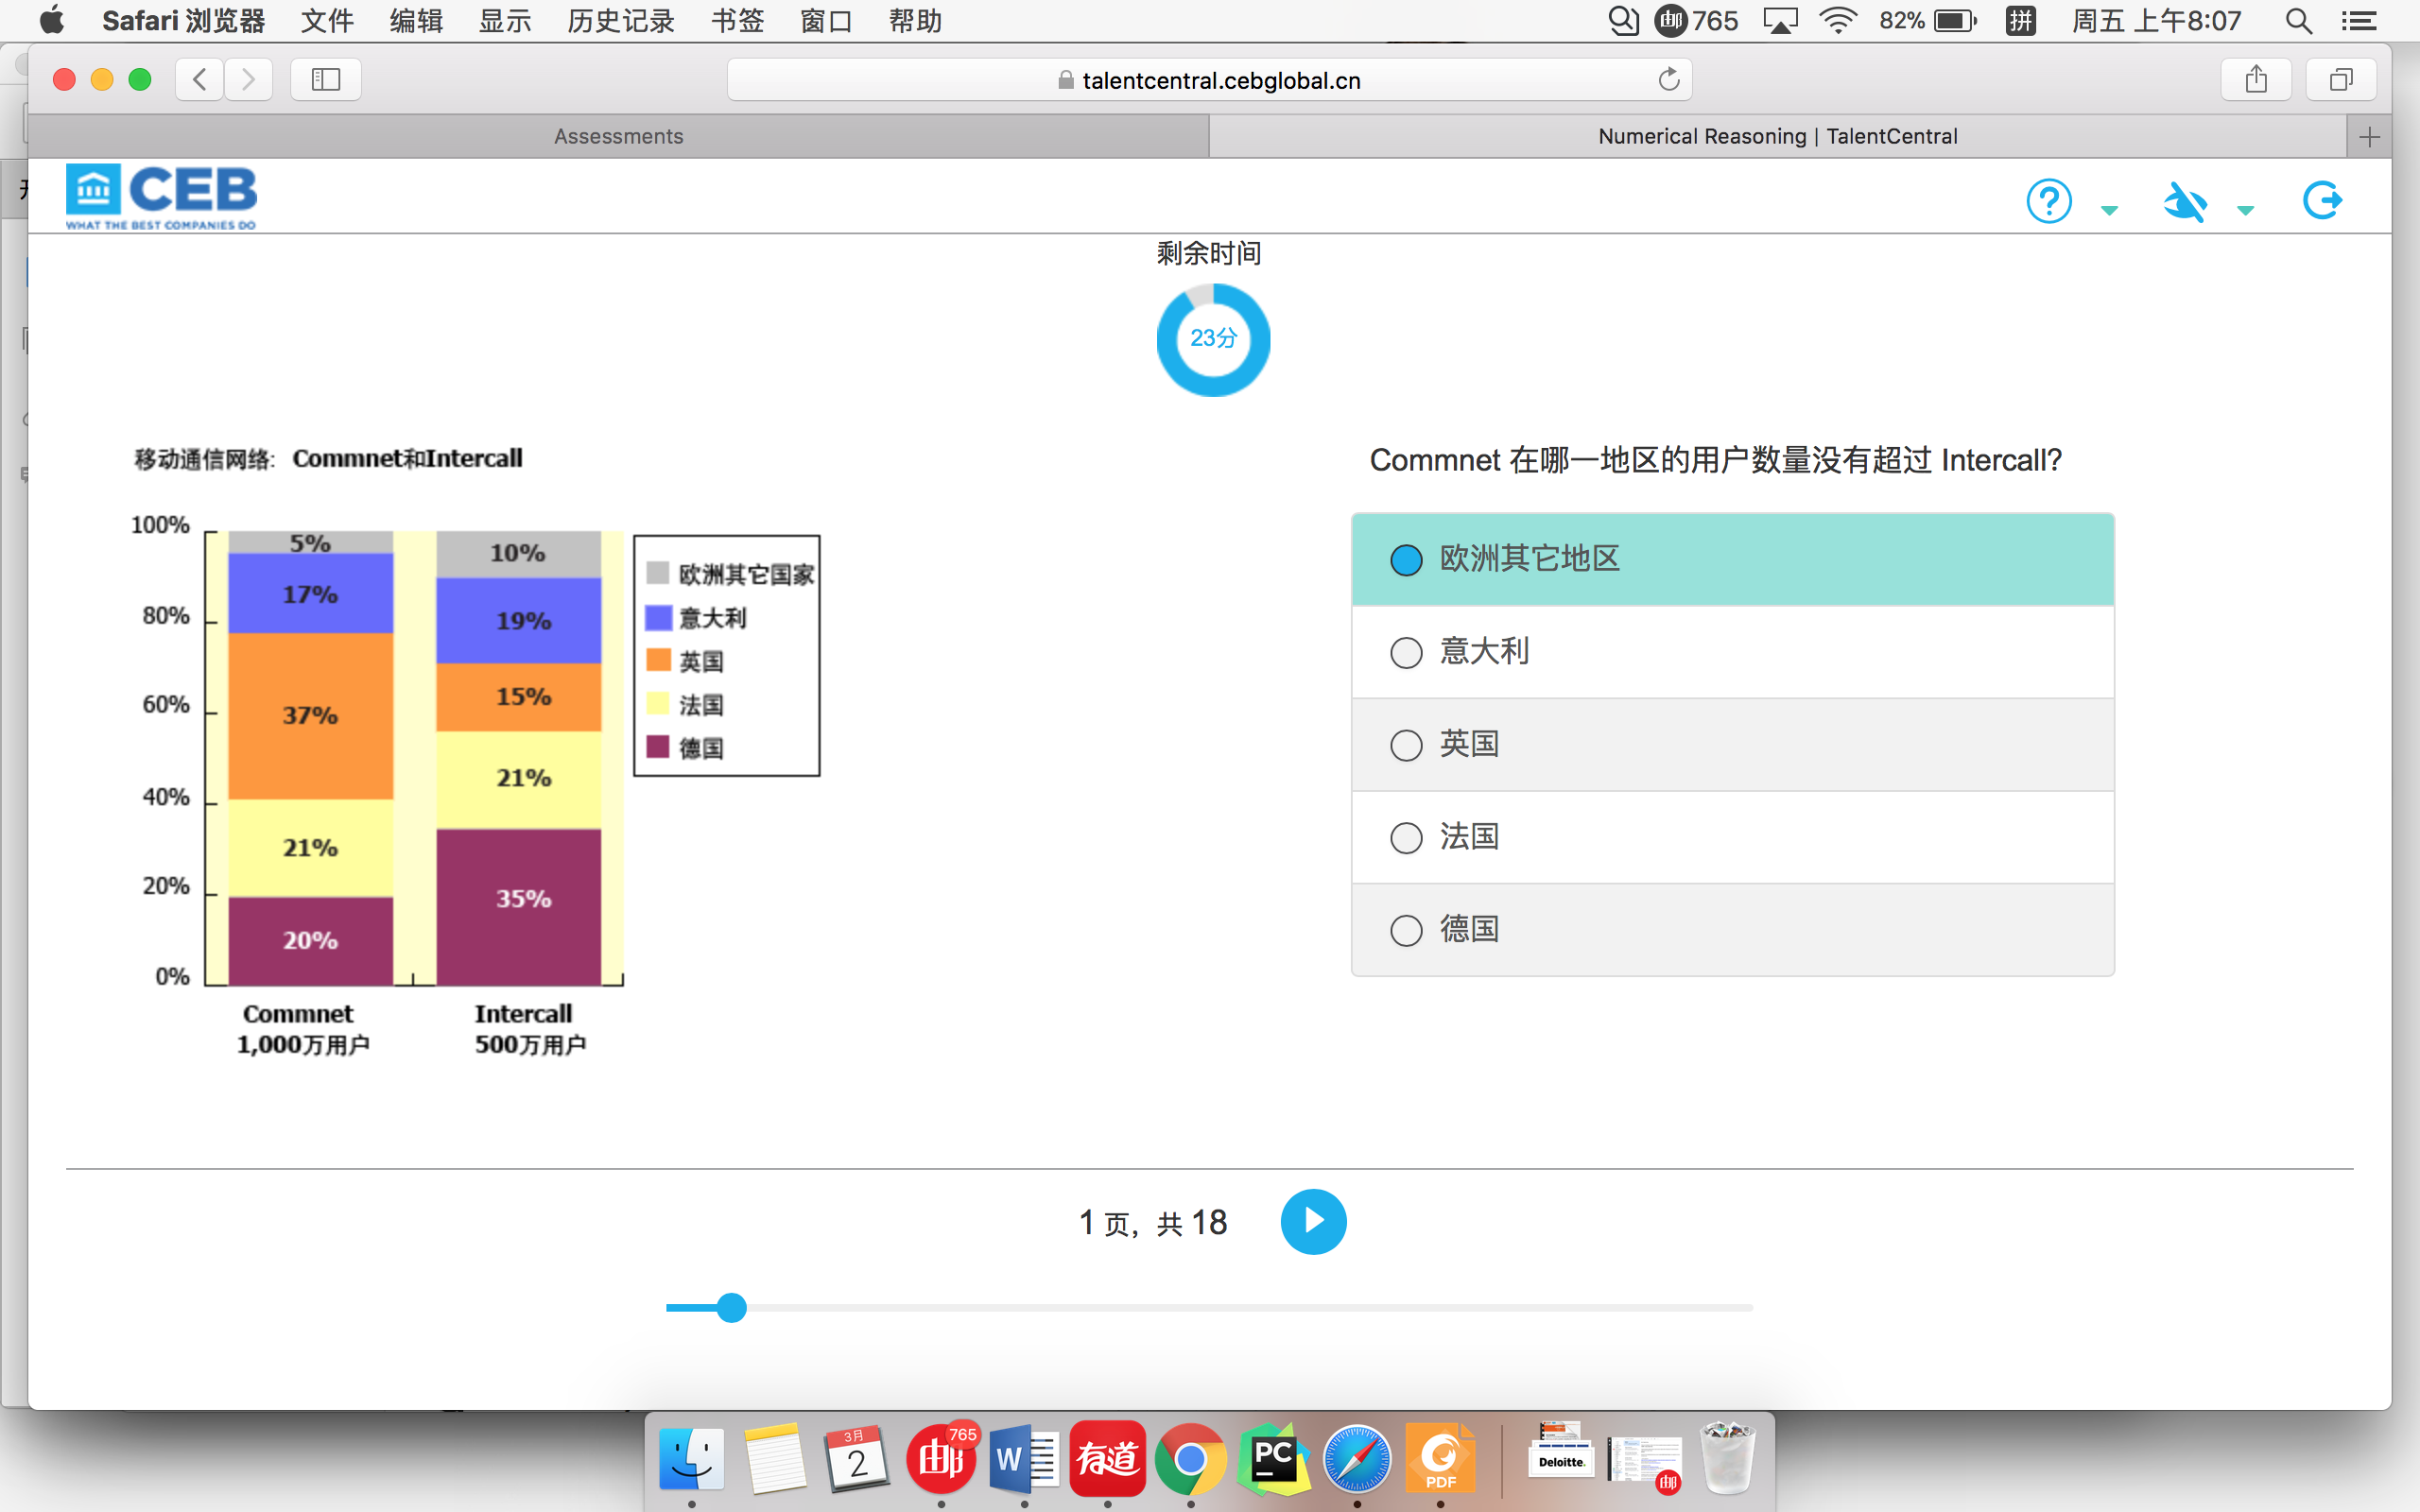 Safari 浏览器 文件 编辑 显示 历史记录 书签 窗口 帮助 765 82% 拼 周五 上午8:07
talentcentral.cebglobal.cn
Assessments
Numerical Reasoning | TalentCentral
CEB
WHAT THE BEST COMPANIES DO
剩余时间
23分
移动通信网络: Commnet和Intercall
100%
80%
60%
40%
20%
0%
5%
17%
37%
21%
20%
10%
19%
15%
21%
35%
欧洲其它国家
意大利
英国
法国
德国
Commnet
1,000万用户
Intercall
500万用户
Commnet 在哪一地区的用户数量没有超过 Intercall?
欧洲其它地区
意大利
英国
法国
德国
1 页，共 18
3月
2
邮
765
W
有道
PC
PDF
Deloitte.
邮